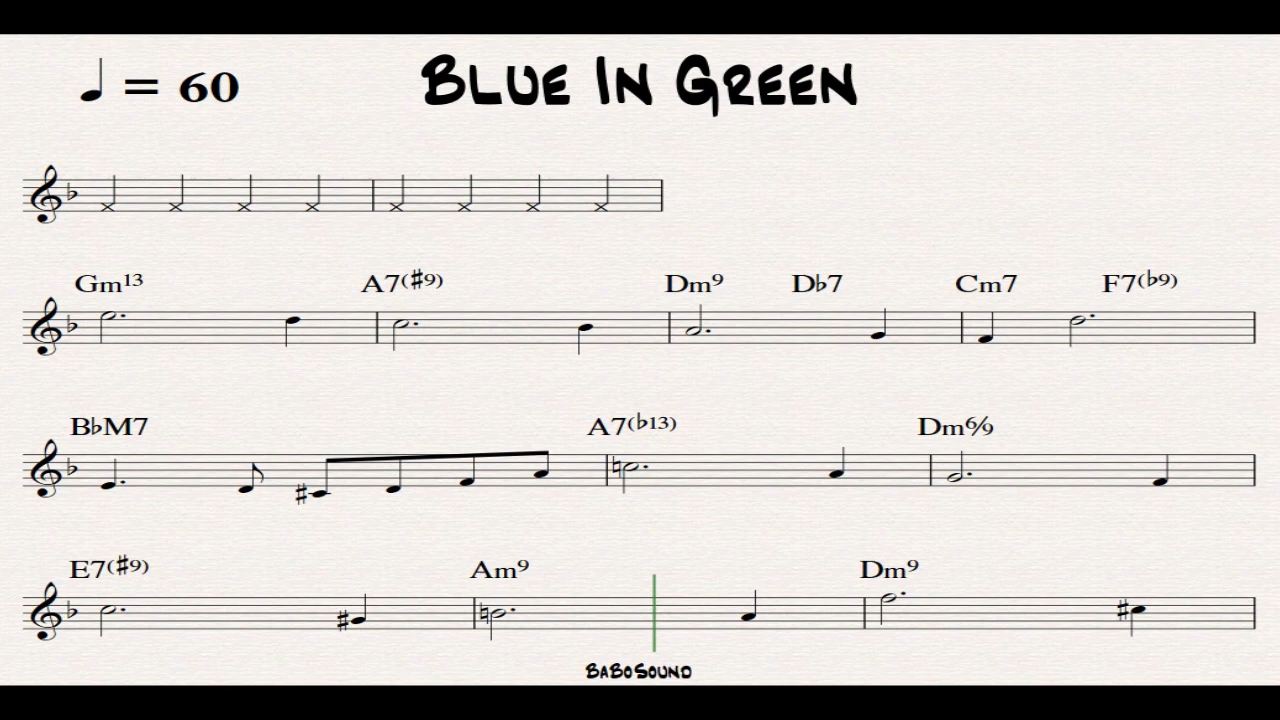 ♩ = 60 BLUE IN GREEN
Gm13 A7(♯9) Dm9 D♭7 Cm7 F7(♭9)
B♭M7 A7(♭13) Dm6/9
E7(♯9) Am9 Dm9
BABOSOUND